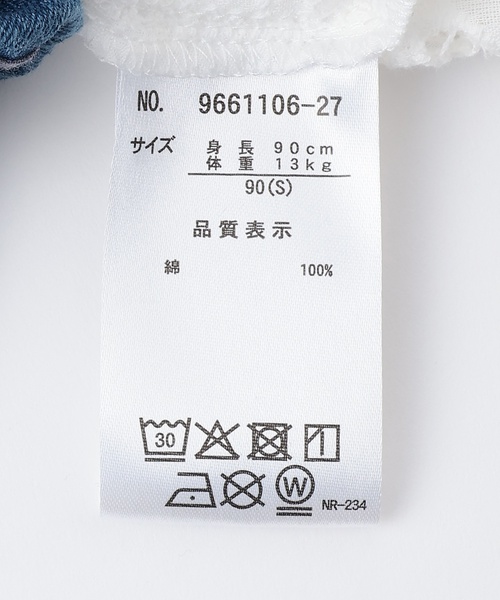 NO. 9661106-27
サイズ 身長 90cm
体重 13kg
90(S)
品質表示
綿 100%
30
W
NR-234